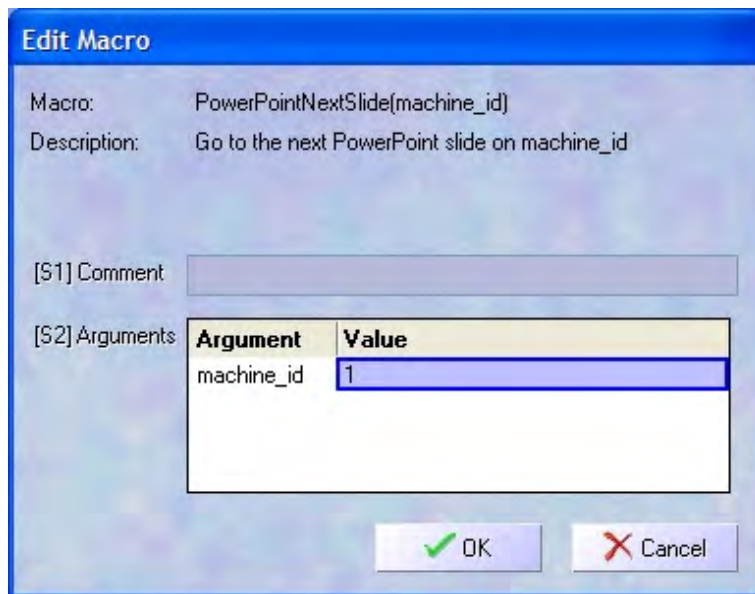 Edit Macro
Macro: PowerPointNextSlide(machine_id)
Description: Go to the next PowerPoint slide on machine_id
[S1] Comment
[S2] Arguments
Argument Value
machine_id 1
OK Cancel